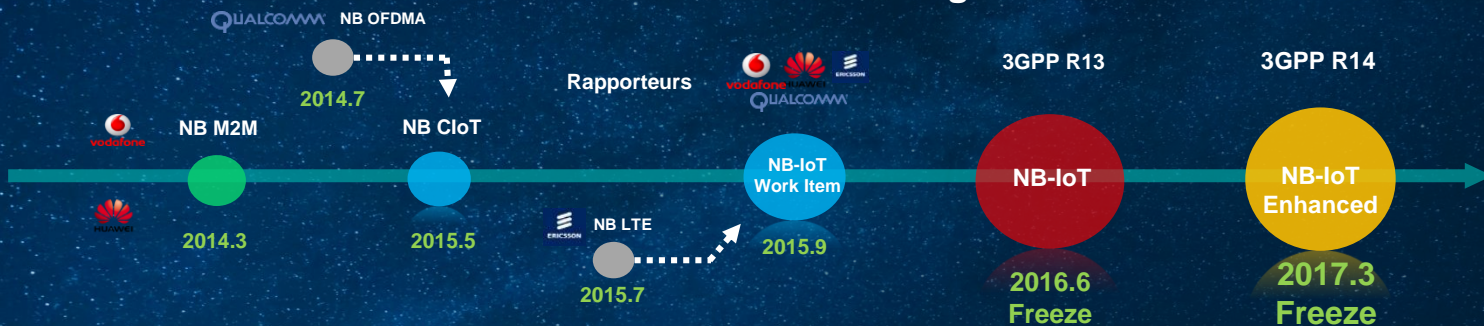 QUALCOMM NB OFDMA
2014.7
vodafone
HUAWEI
NB M2M
2014.3
NB CIoT
2015.5
ERICSSON
NB LTE
2015.7
Rapporteurs
vodafone HUAWEI ERICSSON
QUALCOMM
NB-IoT
Work Item
2015.9
3GPP R13
NB-IoT
2016.6
Freeze
3GPP R14
NB-IoT
Enhanced
2017.3
Freeze